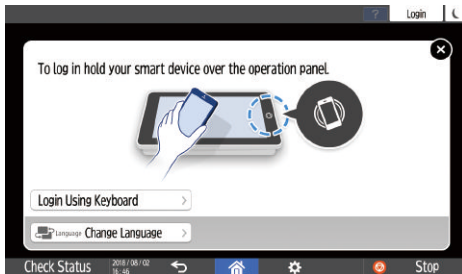 ? Login
To log in hold your smart device over the operation panel.
Login Using Keyboard
Language Change Language
Check Status 2018 / 08 / 02 16: 46 Stop